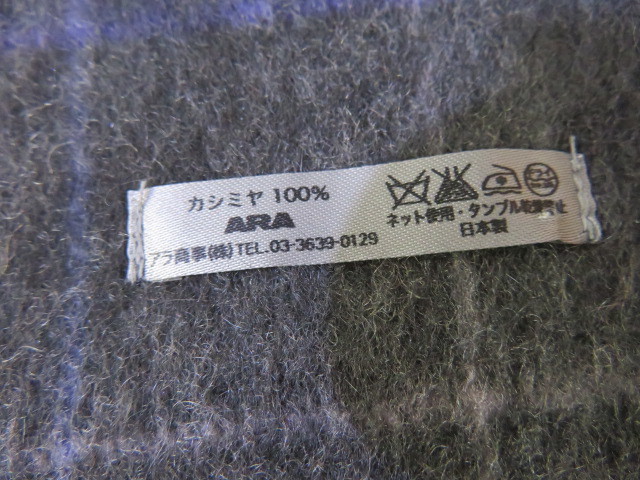 カシミヤ 100%
ARA
アラ商事(株)TEL.03-3639-0129
ネット使用・タンブル乾燥禁止
日本製